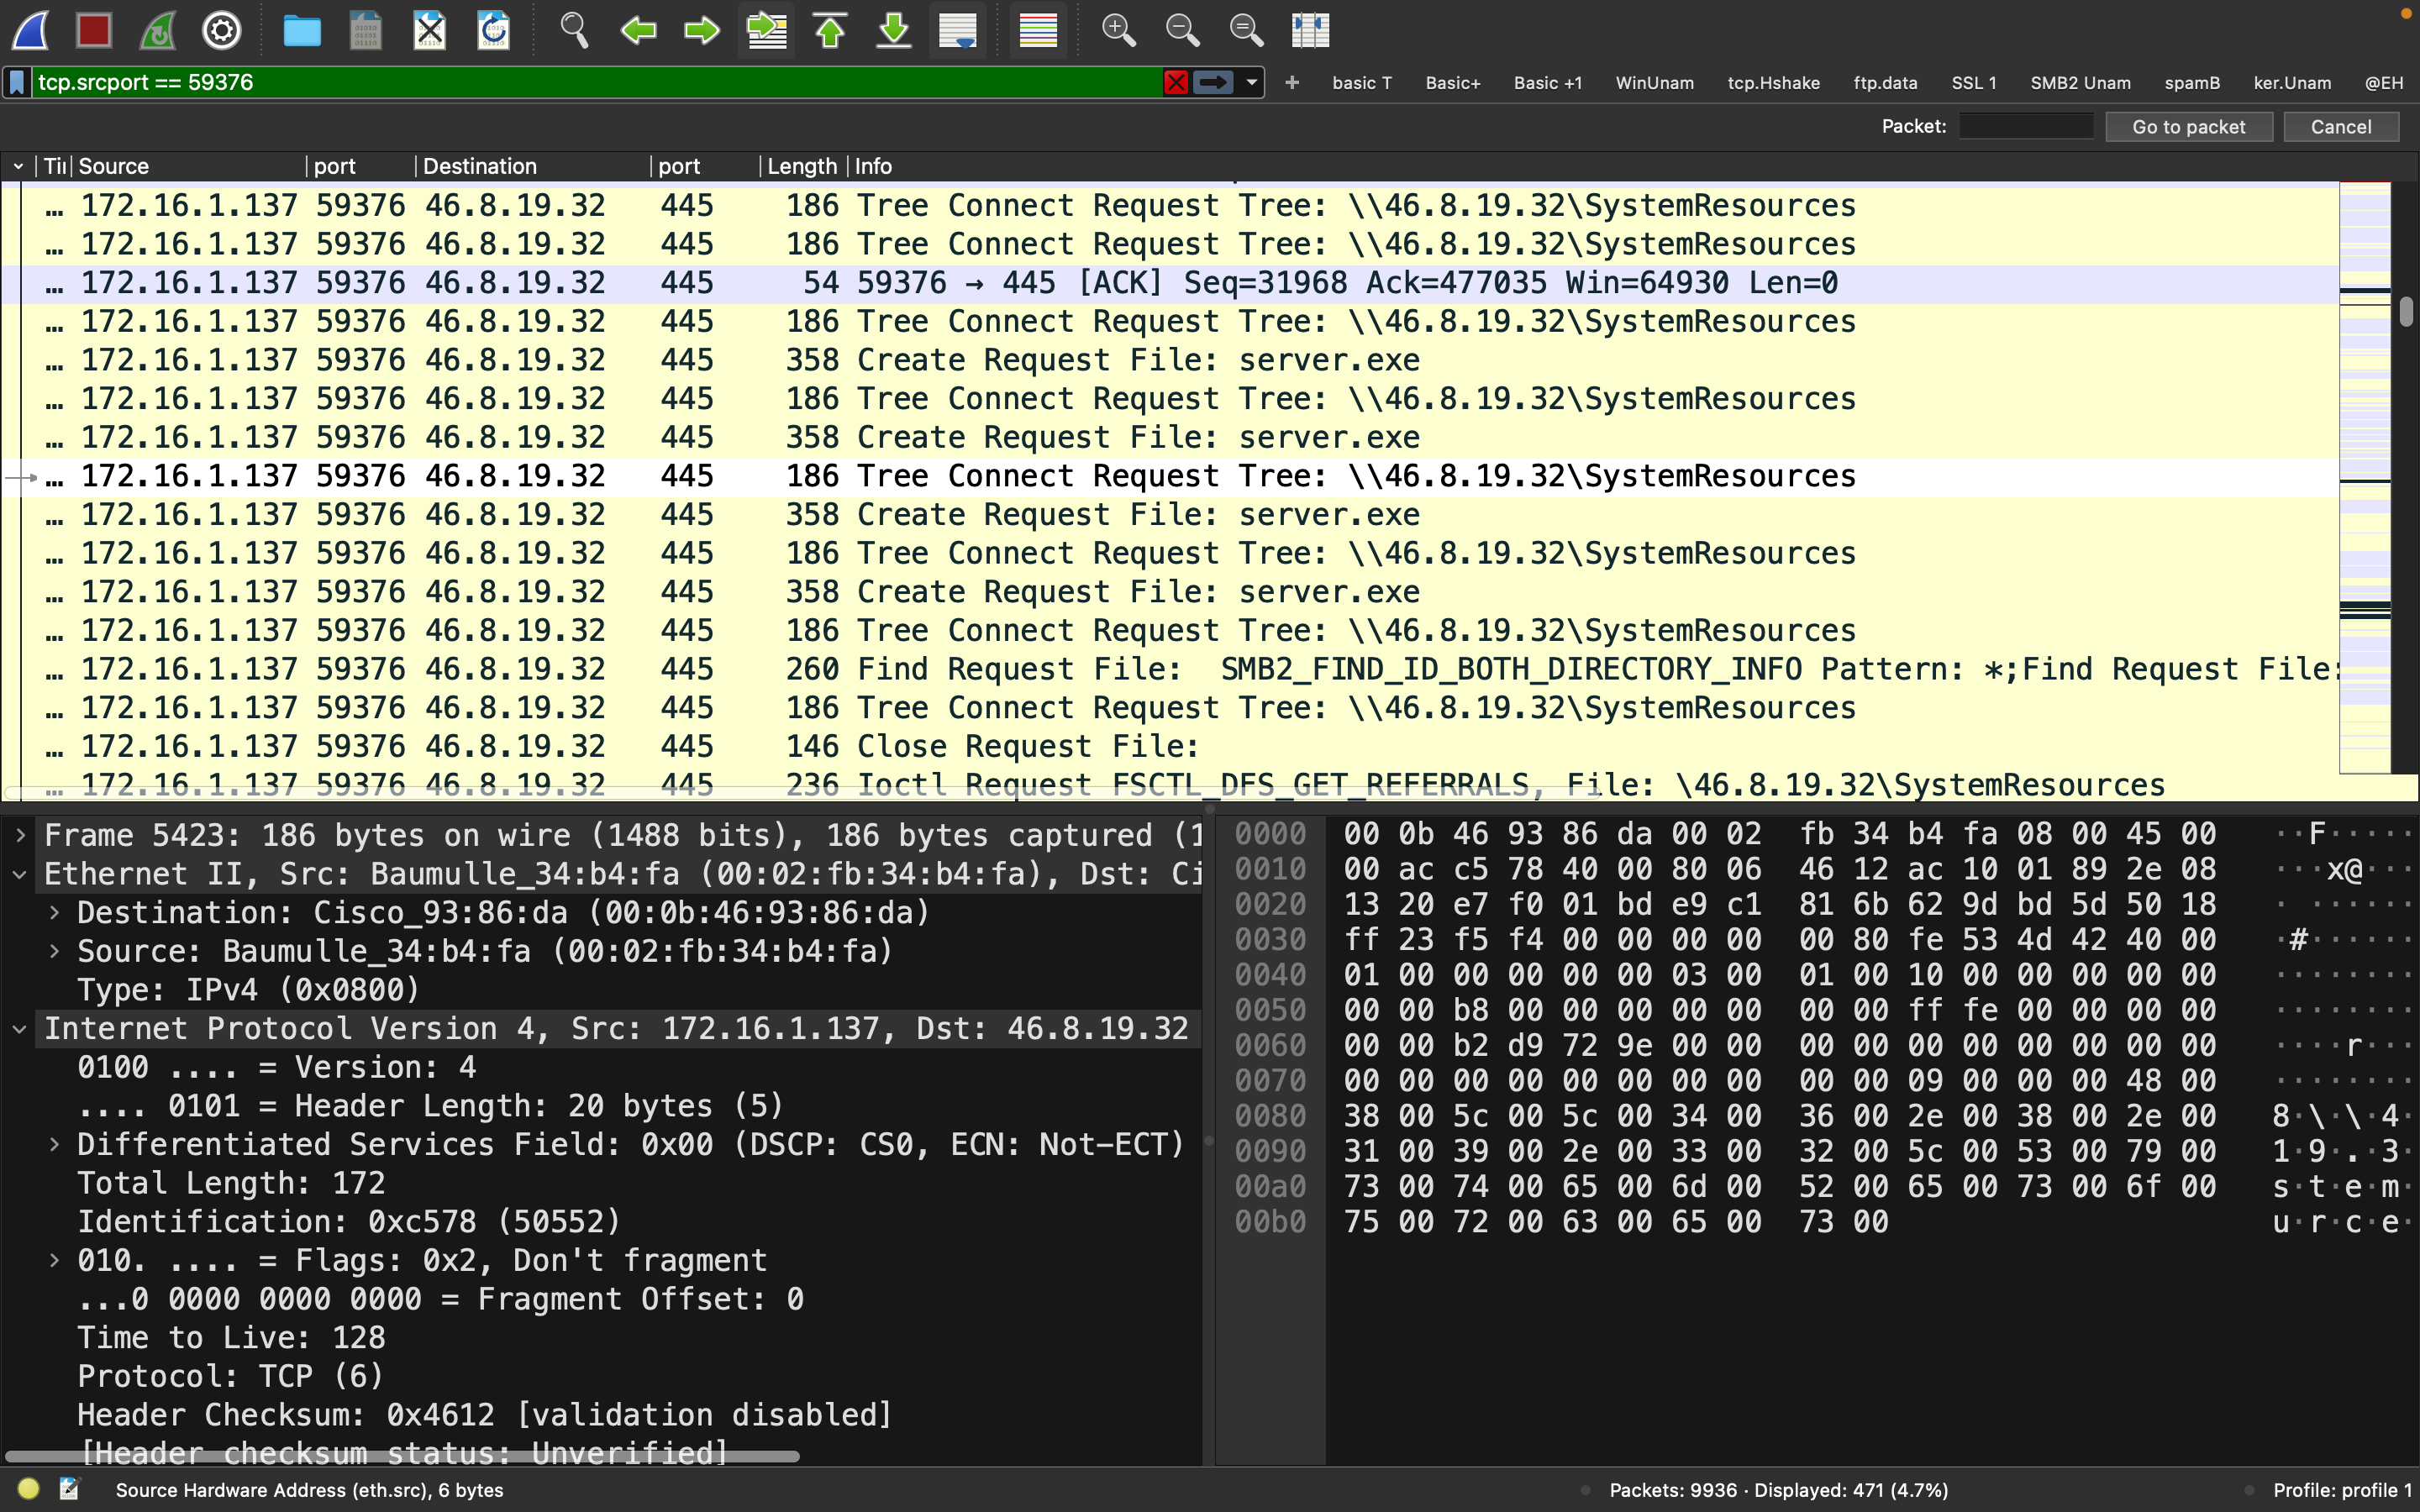 tcp.srcport == 59376
+ basic T Basic+ Basic +1 WinUnam tcp.Hshake ftp.data SSL 1 SMB2 Unam spamB ker.Unam @EH
Packet: Go to packet Cancel
Source port Destination port Length Info
… 172.16.1.137 59376 46.8.19.32 445 186 Tree Connect Request Tree: \\46.8.19.32\SystemResources
… 172.16.1.137 59376 46.8.19.32 445 186 Tree Connect Request Tree: \\46.8.19.32\SystemResources
… 172.16.1.137 59376 46.8.19.32 445 54 59376 → 445 [ACK] Seq=31968 Ack=477035 Win=64930 Len=0
… 172.16.1.137 59376 46.8.19.32 445 186 Tree Connect Request Tree: \\46.8.19.32\SystemResources
… 172.16.1.137 59376 46.8.19.32 445 358 Create Request File: server.exe
… 172.16.1.137 59376 46.8.19.32 445 186 Tree Connect Request Tree: \\46.8.19.32\SystemResources
… 172.16.1.137 59376 46.8.19.32 445 358 Create Request File: server.exe
… 172.16.1.137 59376 46.8.19.32 445 186 Tree Connect Request Tree: \\46.8.19.32\SystemResources
… 172.16.1.137 59376 46.8.19.32 445 358 Create Request File: server.exe
… 172.16.1.137 59376 46.8.19.32 445 186 Tree Connect Request Tree: \\46.8.19.32\SystemResources
… 172.16.1.137 59376 46.8.19.32 445 358 Create Request File: server.exe
… 172.16.1.137 59376 46.8.19.32 445 186 Tree Connect Request Tree: \\46.8.19.32\SystemResources
… 172.16.1.137 59376 46.8.19.32 445 260 Find Request File: SMB2_FIND_ID_BOTH_DIRECTORY_INFO Pattern: *;Find Request File:
… 172.16.1.137 59376 46.8.19.32 445 186 Tree Connect Request Tree: \\46.8.19.32\SystemResources
… 172.16.1.137 59376 46.8.19.32 445 146 Close Request File:
… 172.16.1.137 59376 46.8.19.32 445 236 Ioctl Request FSCTL_DFS_GET_REFERRALS, File: \46.8.19.32\SystemResources
Frame 5423: 186 bytes on wire (1488 bits), 186 bytes captured (1
Ethernet II, Src: Baumulle_34:b4:fa (00:02:fb:34:b4:fa), Dst: Ci
Destination: Cisco_93:86:da (00:0b:46:93:86:da)
Source: Baumulle_34:b4:fa (00:02:fb:34:b4:fa)
Type: IPv4 (0x0800)
Internet Protocol Version 4, Src: 172.16.1.137, Dst: 46.8.19.32
0100 .... = Version: 4
.... 0101 = Header Length: 20 bytes (5)
Differentiated Services Field: 0x00 (DSCP: CS0, ECN: Not-ECT)
Total Length: 172
Identification: 0xc578 (50552)
010. .... = Flags: 0x2, Don't fragment
...0 0000 0000 0000 = Fragment Offset: 0
Time to Live: 128
Protocol: TCP (6)
Header Checksum: 0x4612 [validation disabled]
[Header checksum status: Unverified]
0000 00 0b 46 93 86 da 00 02 fb 34 b4 fa 08 00 45 00 ··F·····
0010 00 ac c5 78 40 00 80 06 46 12 ac 10 01 89 2e 08 ···x@···
0020 13 20 e7 f0 01 bd e9 c1 81 6b 62 9d bd 5d 50 18 · ······
0030 ff 23 f5 f4 00 00 00 00 00 80 fe 53 4d 42 40 00 ·#······
0040 01 00 00 00 00 00 03 00 01 00 10 00 00 00 00 00 ········
0050 00 00 b8 00 00 00 00 00 00 00 ff fe 00 00 00 00 ········
0060 00 00 b2 d9 72 9e 00 00 00 00 00 00 00 00 00 00 ····r···
0070 00 00 00 00 00 00 00 00 00 00 09 00 00 00 48 00 ········
0080 38 00 5c 00 5c 00 34 00 36 00 2e 00 38 00 2e 00 8·\·\·4·
0090 31 00 39 00 2e 00 33 00 32 00 5c 00 53 00 79 00 1·9·.·3·
00a0 73 00 74 00 65 00 6d 00 52 00 65 00 73 00 6f 00 s·t·e·m·
00b0 75 00 72 00 63 00 65 00 73 00 u·r·c·e·
Source Hardware Address (eth.src), 6 bytes
Packets: 9936 · Displayed: 471 (4.7%)
Profile: profile 1